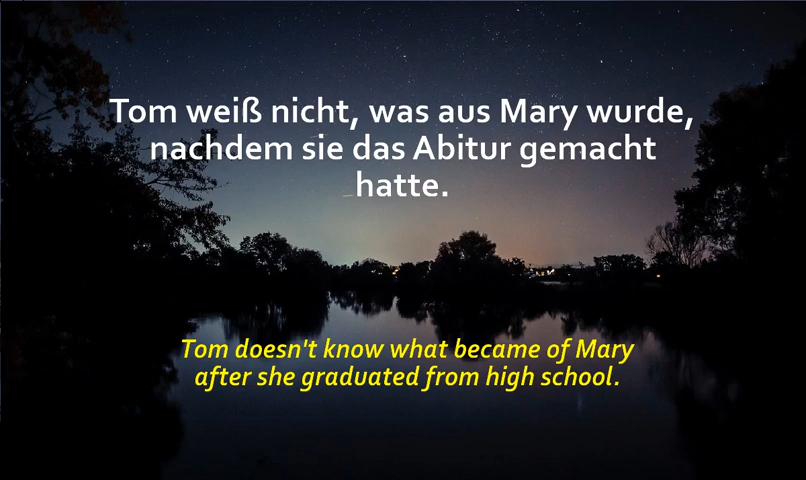 Tom weiß nicht, was aus Mary wurde,
nachdem sie das Abitur gemacht
hatte.
Tom doesn't know what became of Mary
after she graduated from high school.